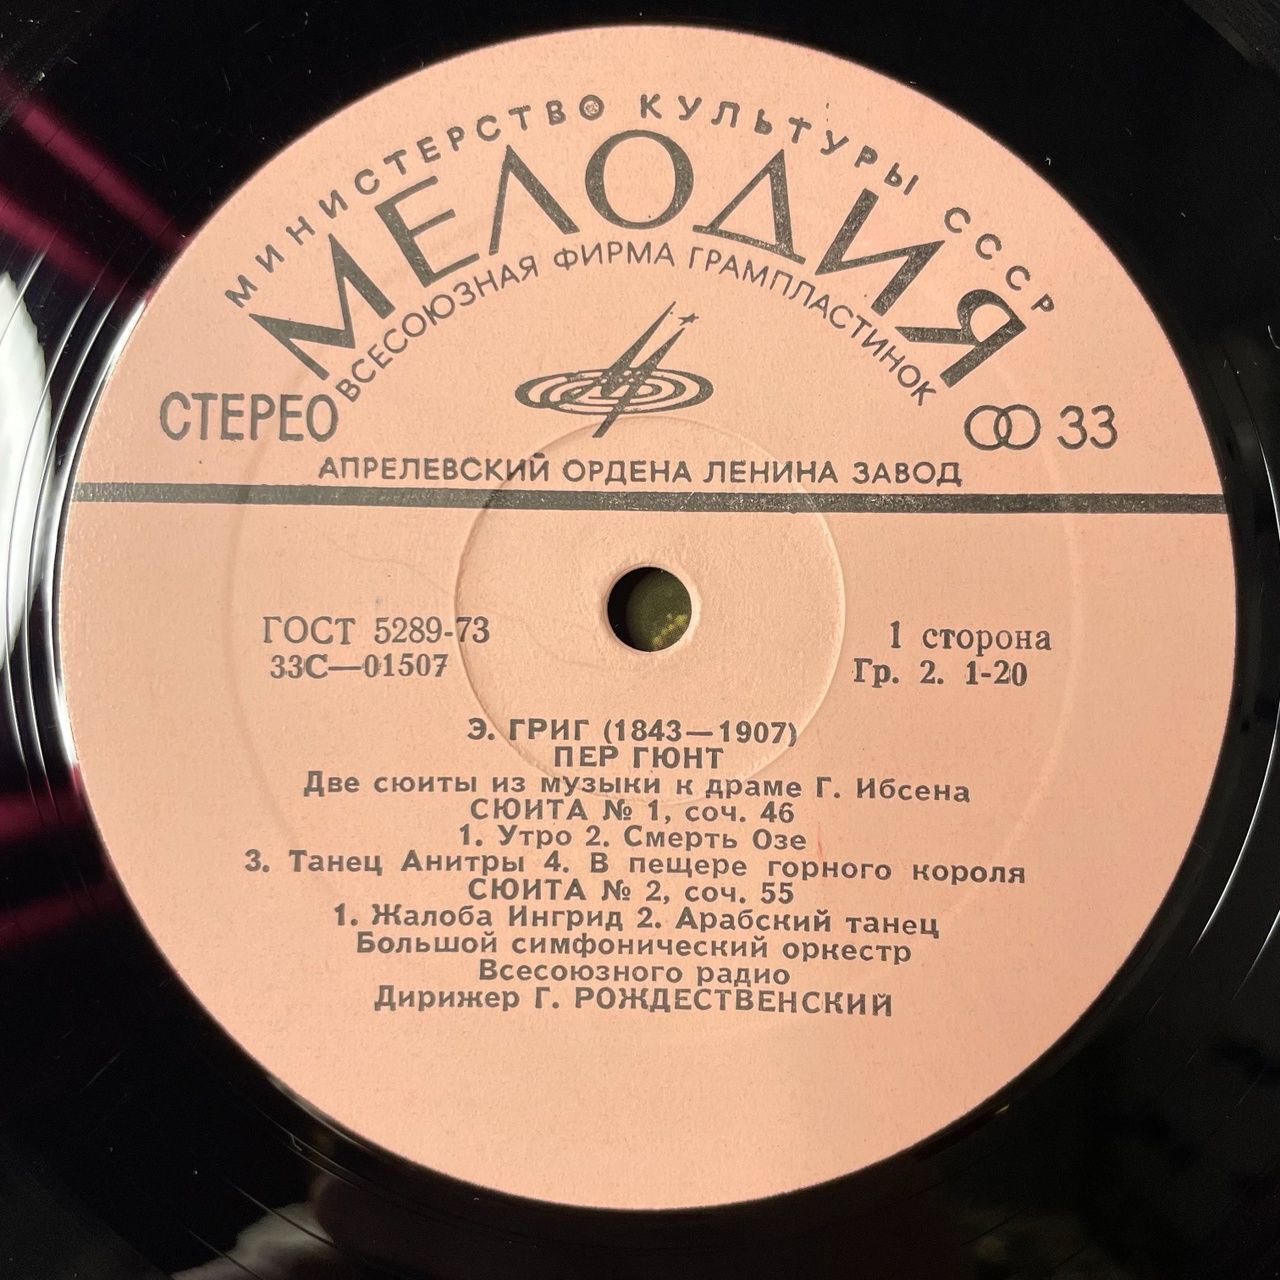 МИНИСТЕРСТВО КУЛЬТУРЫ СССР
МЕЛОДИЯ
ВСЕСОЮЗНАЯ ФИРМА ГРАМПЛАСТИНОК
СТЕРЕО
33
АПРЕЛЕВСКИЙ ОРДЕНА ЛЕНИНА ЗАВОД
ГОСТ 5289-73
33С—01507
1 сторона
Гр. 2. 1-20
Э. ГРИГ (1843—1907)
ПЕР ГЮНТ
Две сюиты из музыки к драме Г. Ибсена
СЮИТА № 1, соч. 46
1. Утро 2. Смерть Озе
3. Танец Анитры 4. В пещере горного короля
СЮИТА № 2, соч. 55
1. Жалоба Ингрид 2. Арабский танец
Большой симфонический оркестр
Всесоюзного радио
Дирижер Г. РОЖДЕСТВЕНСКИЙ